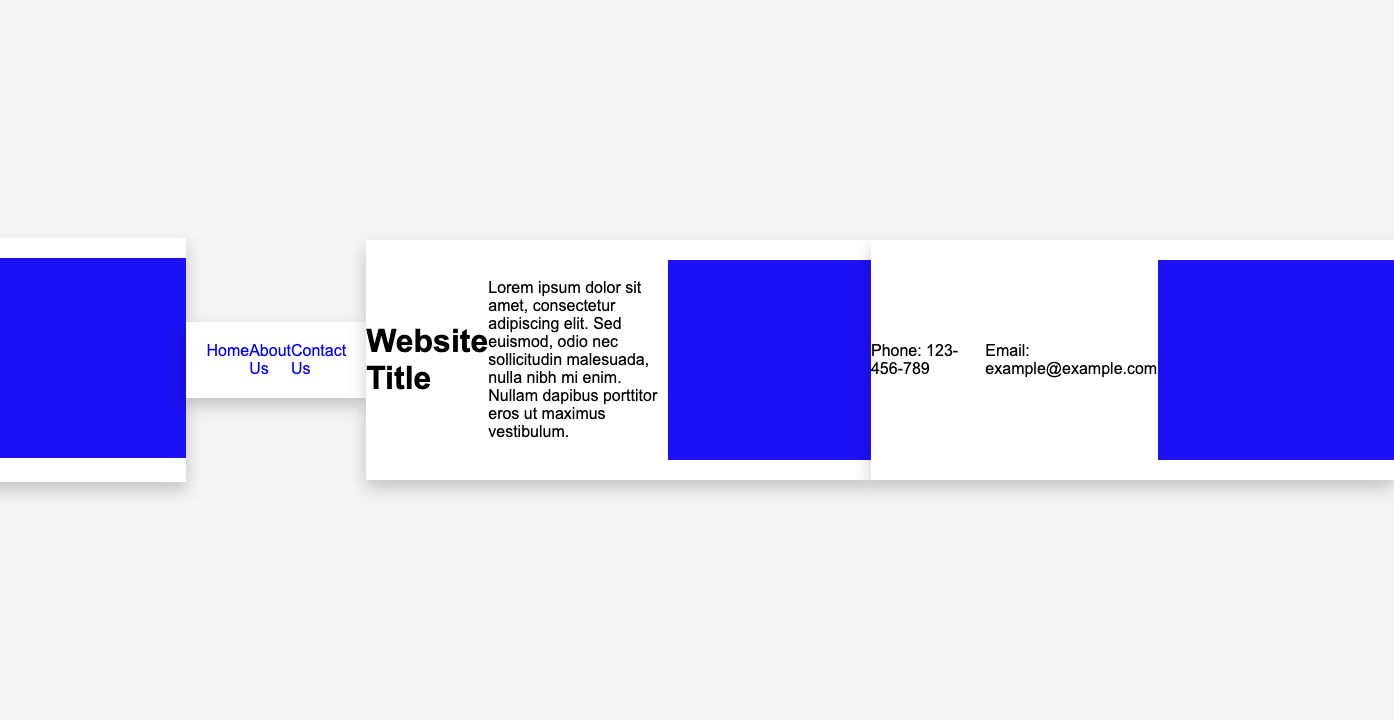 Home
About
Us
Contact
Us
Website
Title
Lorem ipsum dolor sit
amet, consectetur
adipiscing elit. Sed
euismod, odio nec
sollicitudin malesuada,
nulla nibh mi enim.
Nullam dapibus porttitor
eros ut maximus
vestibulum.
Phone: 123-
456-789
Email:
example@example.com